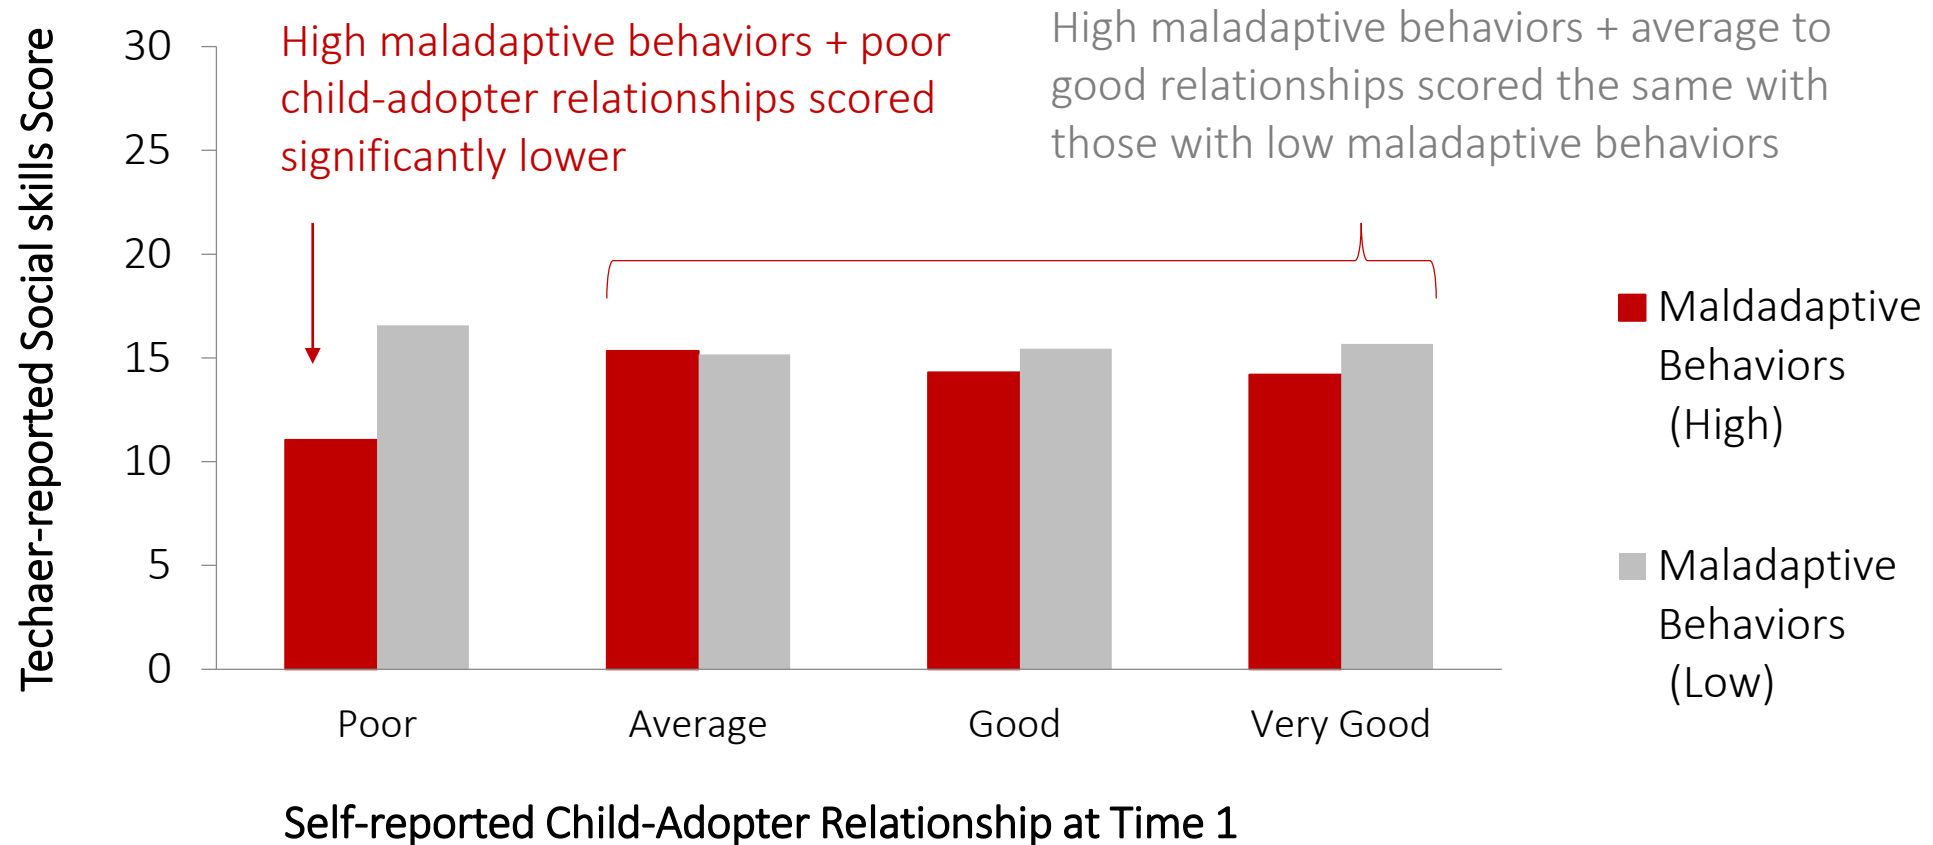 High maladaptive behaviors + poor
child-adopter relationships scored
significantly lower
High maladaptive behaviors + average to
good relationships scored the same with
those with low maladaptive behaviors
Techaer-reported Social skills Score
30
25
20
15
10
5
0
Poor
Average
Good
Very Good
Self-reported Child-Adopter Relationship at Time 1
Maldadaptive
Behaviors
(High)
Maladaptive
Behaviors
(Low)